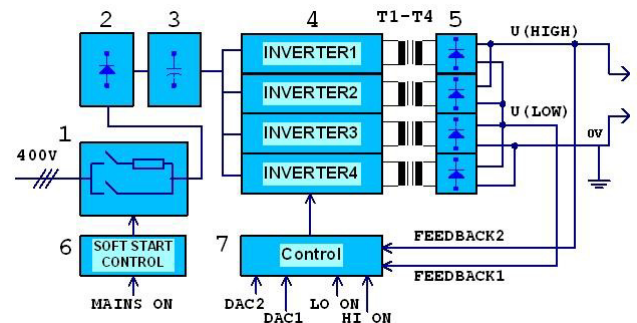 2
3
4
T1-T4
5
U(HIGH)
INVERTER1
INVERTER2
U(LOW)
1
INVERTER3
0V
400V
INVERTER4
6
SOFT START
CONTROL
7
Control
FEEDBACK2
FEEDBACK1
MAINS ON
DAC2
DAC1
LO ON
HI ON